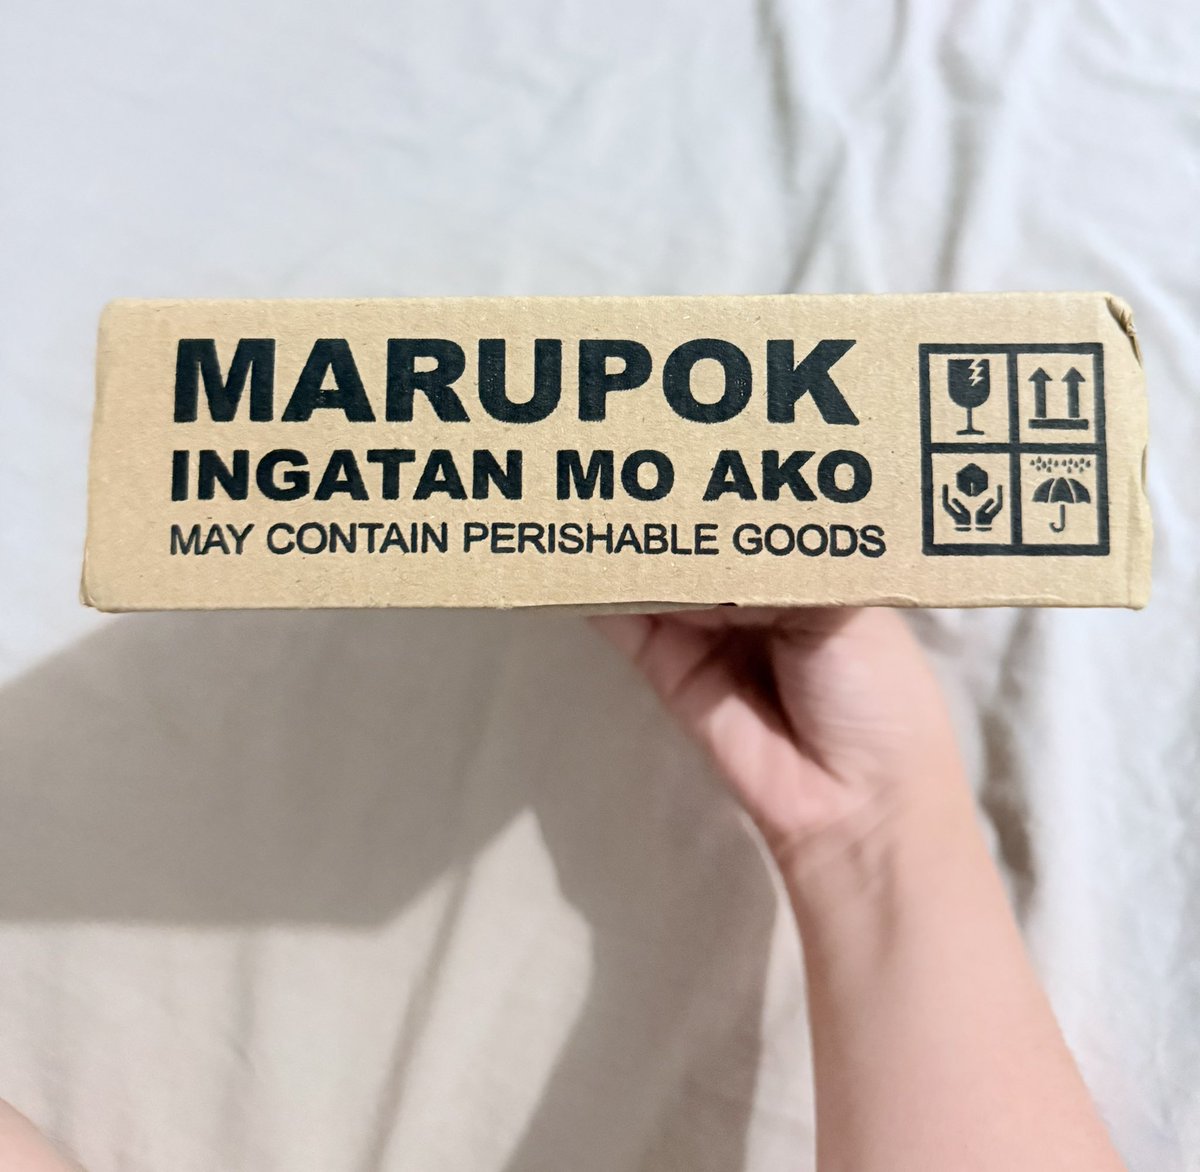 MARUPOK
INGATAN MO AKO
MAY CONTAIN PERISHABLE GOODS